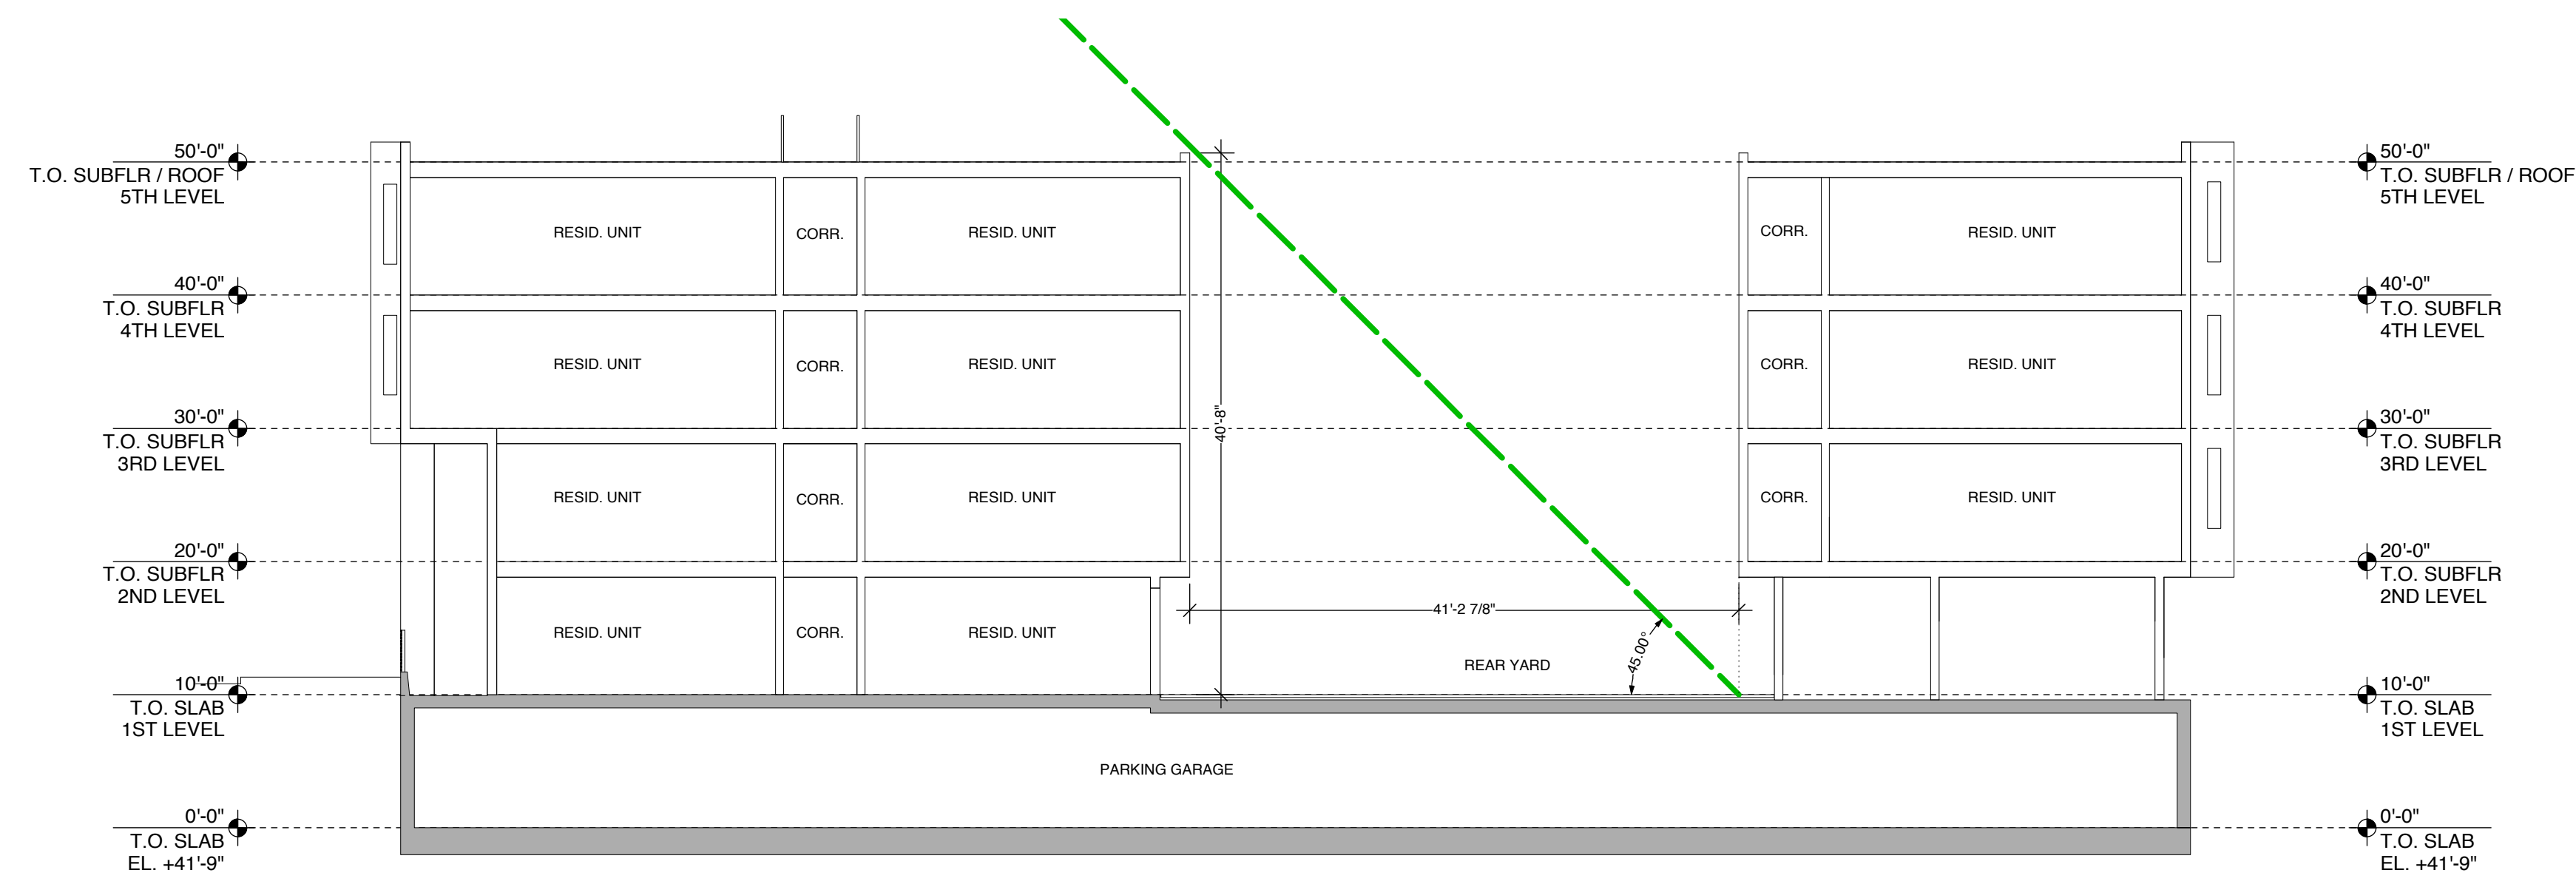 50'-0"
T.O. SUBFLR / ROOF
5TH LEVEL
40'-0"
T.O. SUBFLR
4TH LEVEL
30'-0"
T.O. SUBFLR
3RD LEVEL
20'-0"
T.O. SUBFLR
2ND LEVEL
10'-0"
T.O. SLAB
1ST LEVEL
0'-0"
T.O. SLAB
EL. +41'-9"
RESID. UNIT
CORR.
RESID. UNIT
RESID. UNIT
CORR.
RESID. UNIT
RESID. UNIT
CORR.
RESID. UNIT
RESID. UNIT
CORR.
RESID. UNIT
40'-8"
41'-2 7/8"
45.00°
REAR YARD
PARKING GARAGE
CORR.
RESID. UNIT
CORR.
RESID. UNIT
CORR.
RESID. UNIT
50'-0"
T.O. SUBFLR / ROOF
5TH LEVEL
40'-0"
T.O. SUBFLR
4TH LEVEL
30'-0"
T.O. SUBFLR
3RD LEVEL
20'-0"
T.O. SUBFLR
2ND LEVEL
10'-0"
T.O. SLAB
1ST LEVEL
0'-0"
T.O. SLAB
EL. +41'-9"